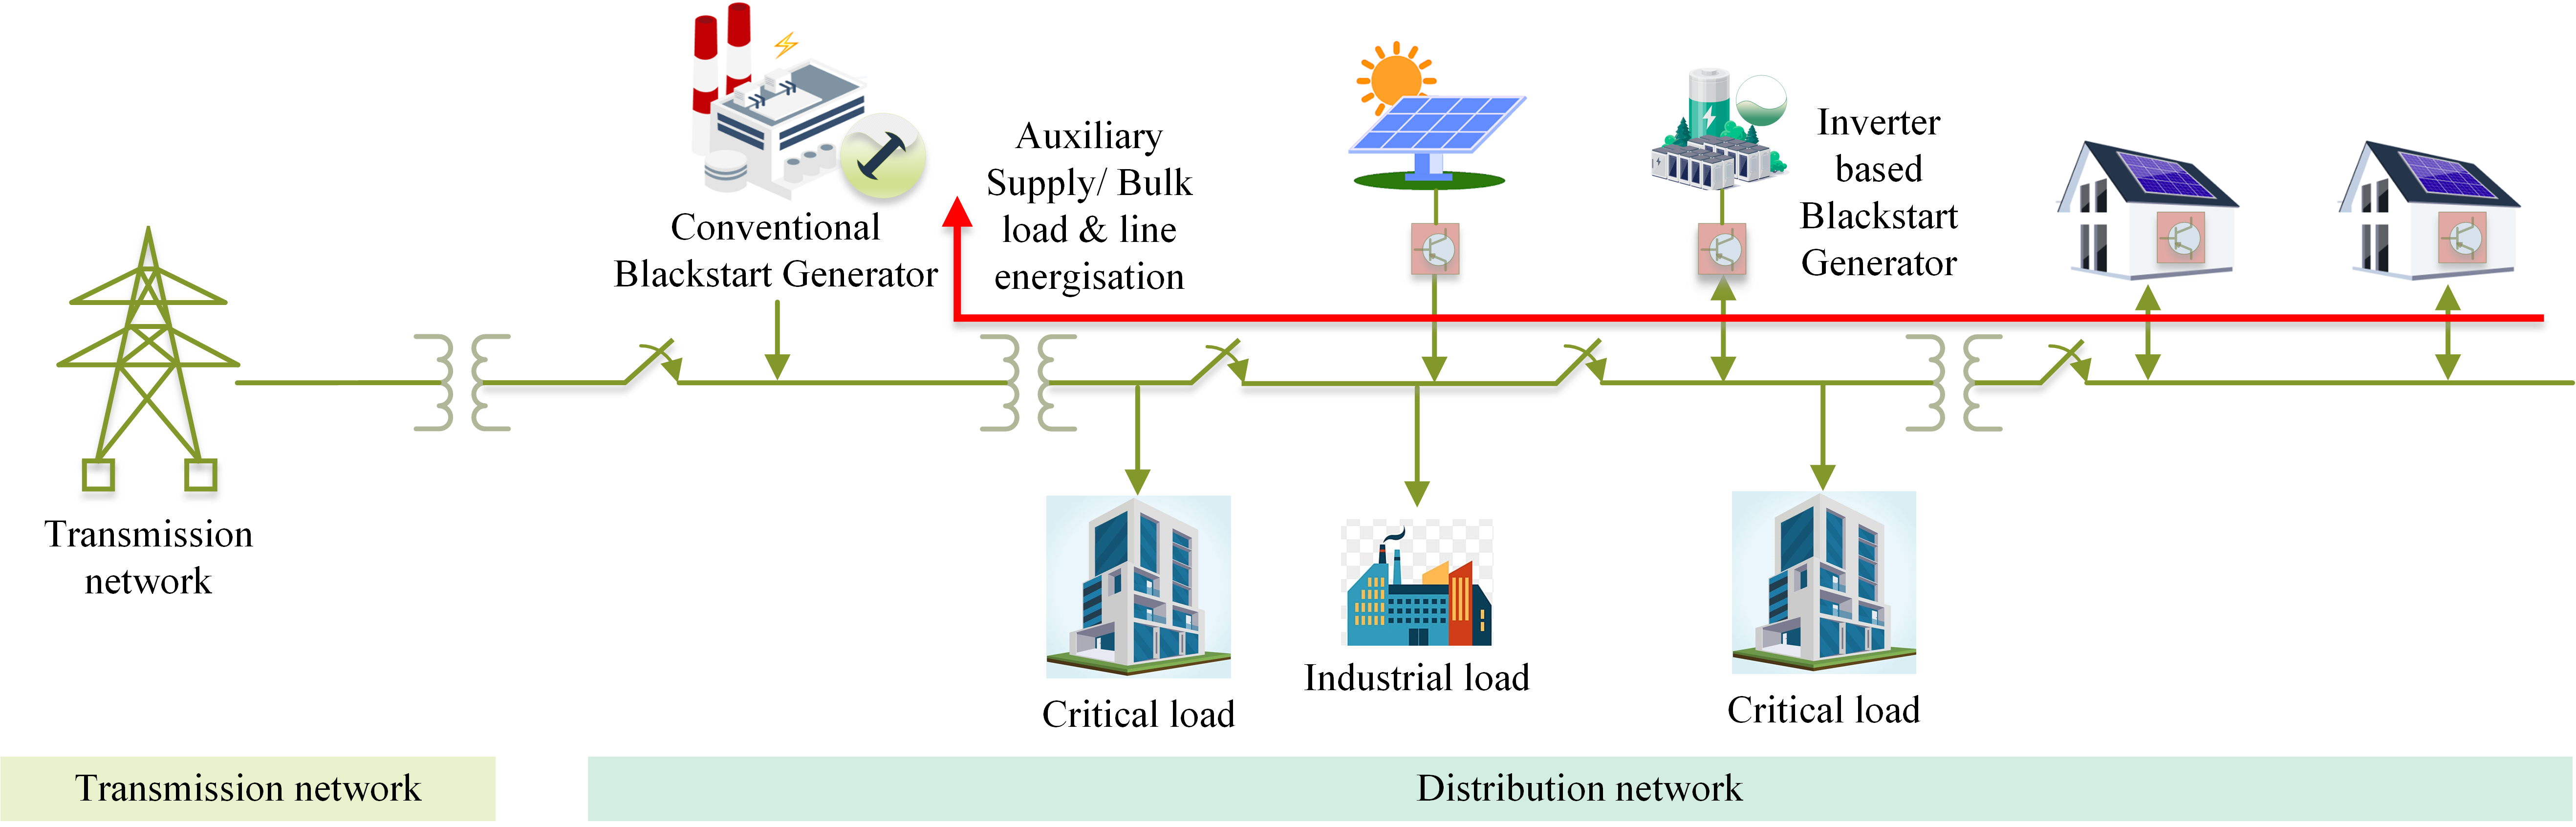 Conventional
Blackstart Generator
Auxiliary
Supply/ Bulk
load & line
energisation
Inverter
based
Blackstart
Generator
Transmission
network
Critical load
Industrial load
Critical load
Transmission network
Distribution network